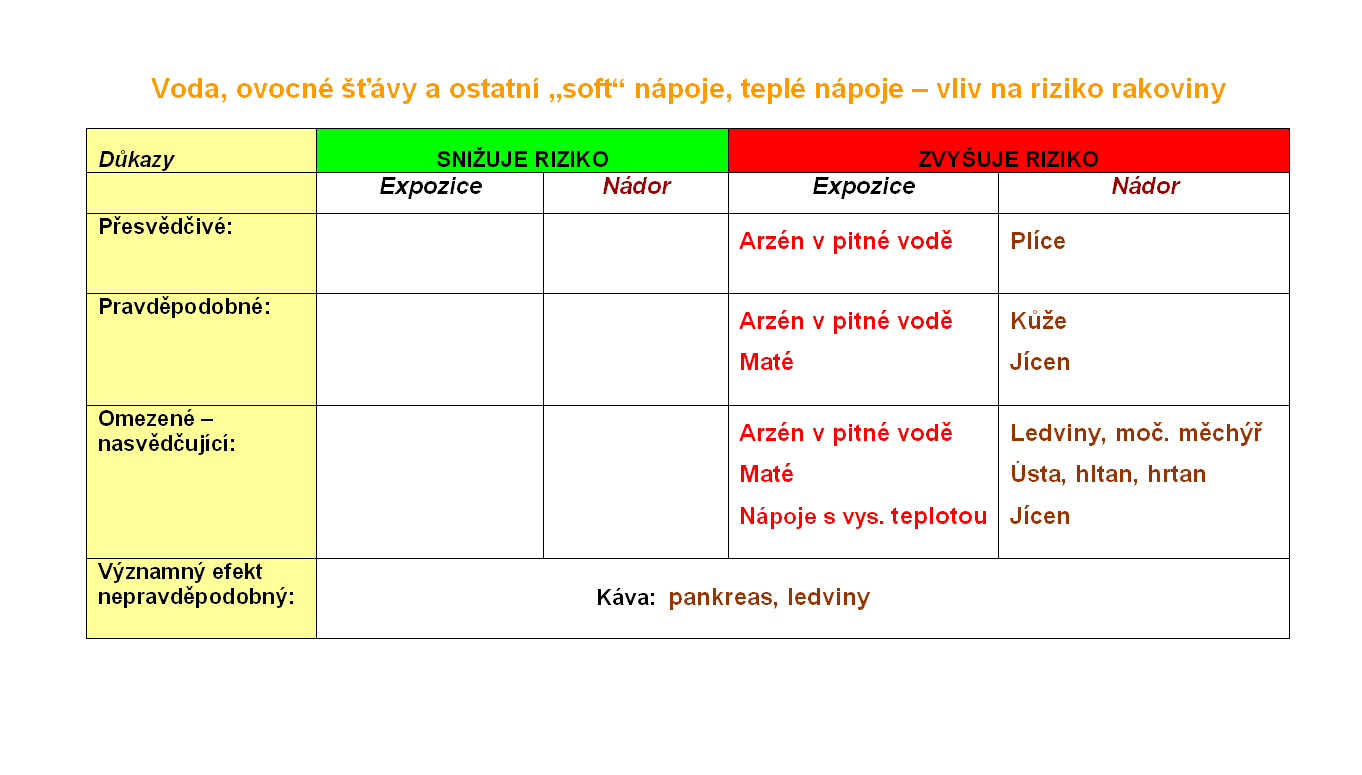 Voda, ovocné šťávy a ostatní „soft“ nápoje, teplé nápoje – vliv na riziko rakoviny
Důkazy SNIŽUJE RIZIKO ZVYŠUJE RIZIKO
Expozice Nádor Expozice Nádor
Přesvědčivé:
Arzén v pitné vodě Plíce
Pravděpodobné:
Arzén v pitné vodě Kůže
Maté Jícen
Omezené –
nasvědčující:
Arzén v pitné vodě Ledviny, moč. měchýř
Maté Ústa, hltan, hrtan
Nápoje s vys. teplotou Jícen
Významný efekt
nepravděpodobný:
Káva: pankreas, ledviny